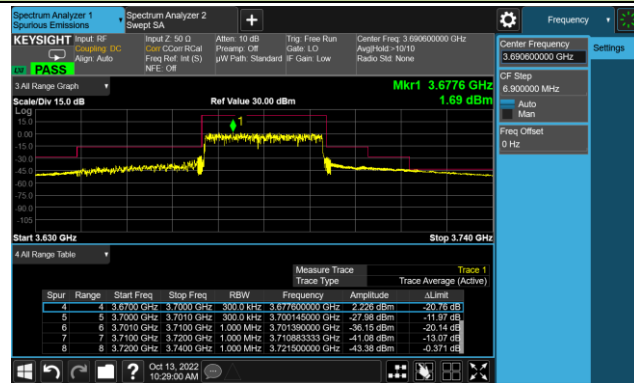 Spectrum Analyzer 1
Spurious Emissions
Spectrum Analyzer 2
Swept SA
Frequency
KEYSIGHT
Input: RF
Coupling: DC
Align: Auto
Input Z: 50 Ω
Corr CCorr RCal
Freq Ref: Int (S)
NFE: Off
Atten: 10 dB
Preamp: Off
µW Path: Standard
Trig: Free Run
Gate: LO
IF Gain: Low
Center Freq: 3.690600000 GHz
Avg|Hold:>10/10
Radio Std: None
PASS
3 All Range Graph
Mkr1 3.6776 GHz
Scale/Div 15.0 dB
Ref Value 30.00 dBm
1.69 dBm
Log
15.0
0.00
-15.0
-30.0
-45.0
-60.0
-75.0
-90.0
-105
1
Start 3.630 GHz
Stop 3.740 GHz
4 All Range Table
Measure Trace Trace 1
Trace Type Trace Average (Active)
Spur Range Start Freq Stop Freq RBW Frequency Amplitude ΔLimit
4 4 3.6700 GHz 3.7000 GHz 300.0 kHz 3.677600000 GHz 2.226 dBm -20.76 dB
5 5 3.7000 GHz 3.7010 GHz 300.0 kHz 3.700145000 GHz -27.98 dBm -11.97 dB
6 6 3.7010 GHz 3.7100 GHz 1.000 MHz 3.701390000 GHz -36.15 dBm -20.14 dB
7 7 3.7100 GHz 3.7200 GHz 1.000 MHz 3.710883333 GHz -41.08 dBm -13.07 dB
8 8 3.7200 GHz 3.7400 GHz 1.000 MHz 3.721500000 GHz -43.38 dBm -0.371 dB
Oct 13, 2022
10:29:00 AM
Center Frequency
3.690600000 GHz
Settings
CF Step
6.900000 MHz
Auto
Man
Freq Offset
0 Hz